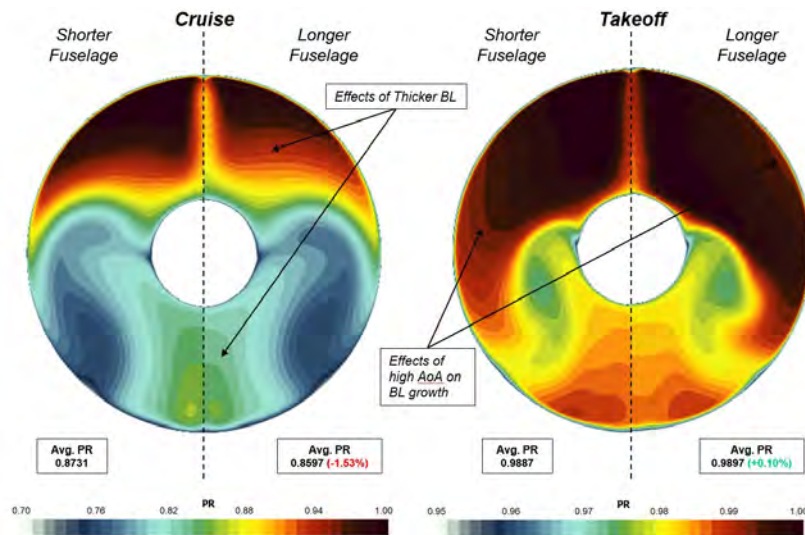 Cruise
Shorter
Fuselage
Longer
Fuselage
Effects of Thicker BL
Takeoff
Shorter
Fuselage
Longer
Fuselage
Effects of
high AoA on
BL growth
Avg. PR
0.8731
Avg. PR
0.8597 (-1.53%)
Avg. PR
0.9887
Avg. PR
0.9897 (+0.10%)
PR
0.70 0.76 0.82 0.88 0.94 1.00
PR
0.95 0.96 0.97 0.98 0.99 1.00